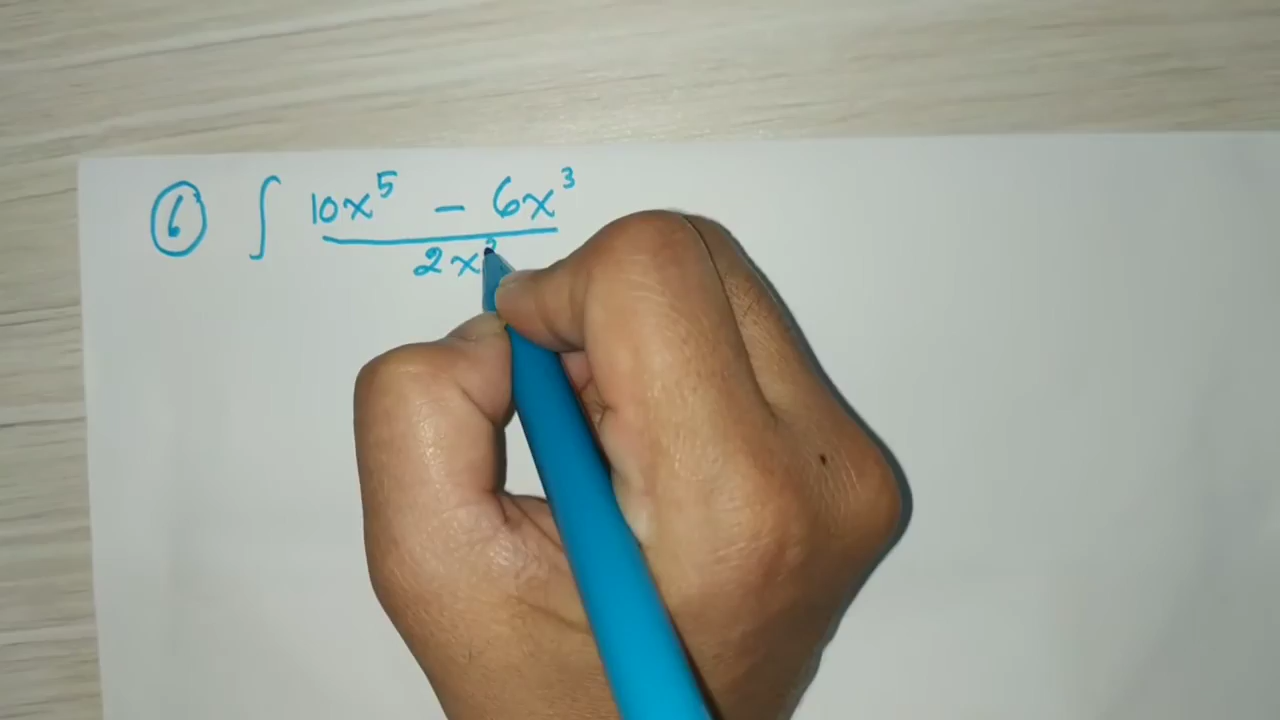 ⑥ ∫ 10x⁵ - 6x³
2x